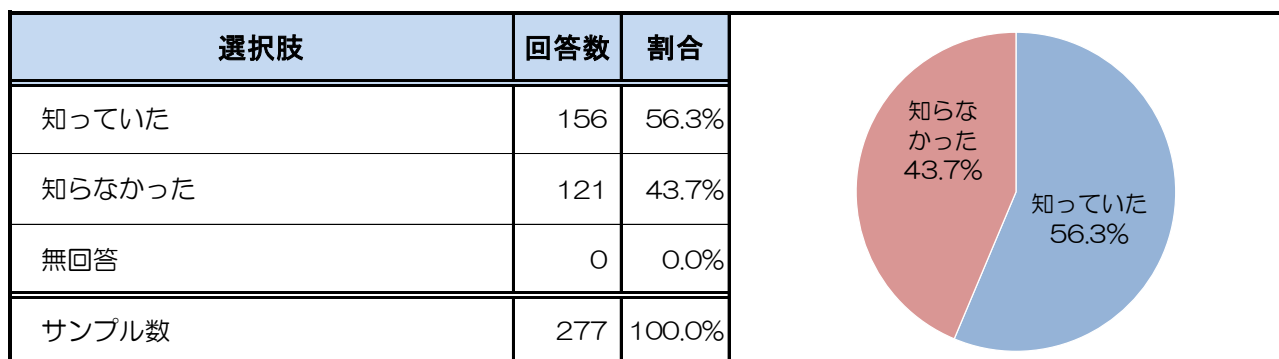 選択肢 回答数 割合
知っていた 156 56.3%
知らなかった 121 43.7%
無回答 0 0.0%
サンプル数 277 100.0%
知らな
かった
43.7%
知っていた
56.3%